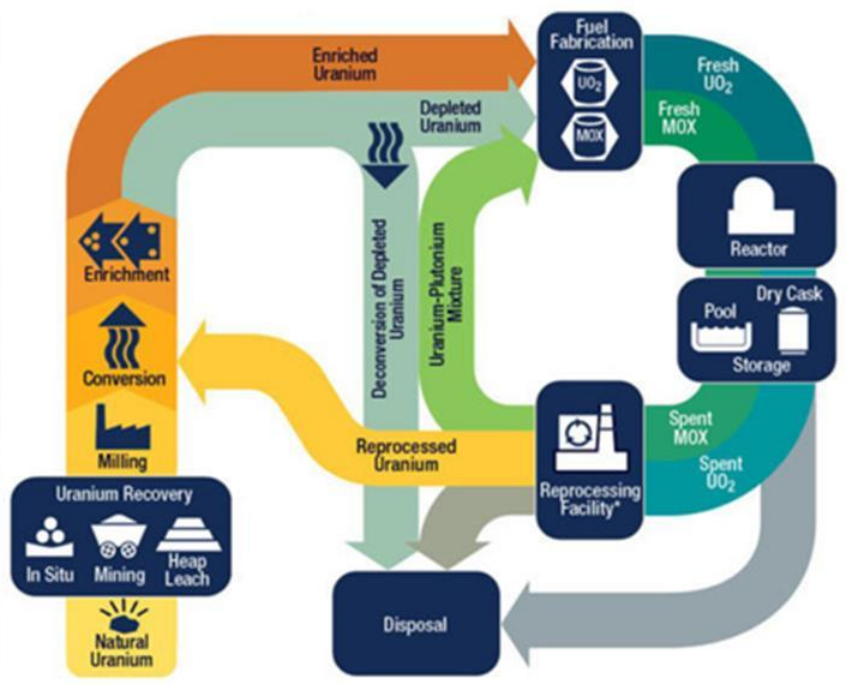 Enriched
Uranium
Depleted
Uranium
Fuel
Fabrication
UO₂
MOX
Fresh
UO₂
Fresh
MOX
Reactor
Pool
Dry Cask
Storage
Spent
MOX
Spent
UO₂
Reprocessing
Facility*
Reprocessed
Uranium
Uranium-Plutonium
Mixture
Deconversion of Depleted
Uranium
Enrichment
Conversion
Milling
Uranium Recovery
In Situ
Mining
Heap
Leach
Natural
Uranium
Disposal